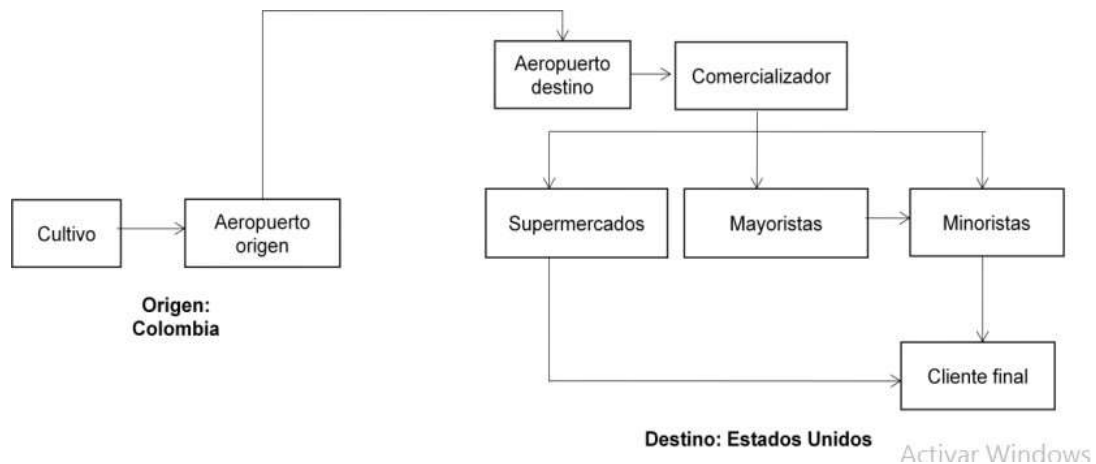 Aeropuerto
destino
Comercializador
Cultivo
Aeropuerto
origen
Supermercados
Mayoristas
Minoristas
Origen:
Colombia
Cliente final
Destino: Estados Unidos
Activar Windows